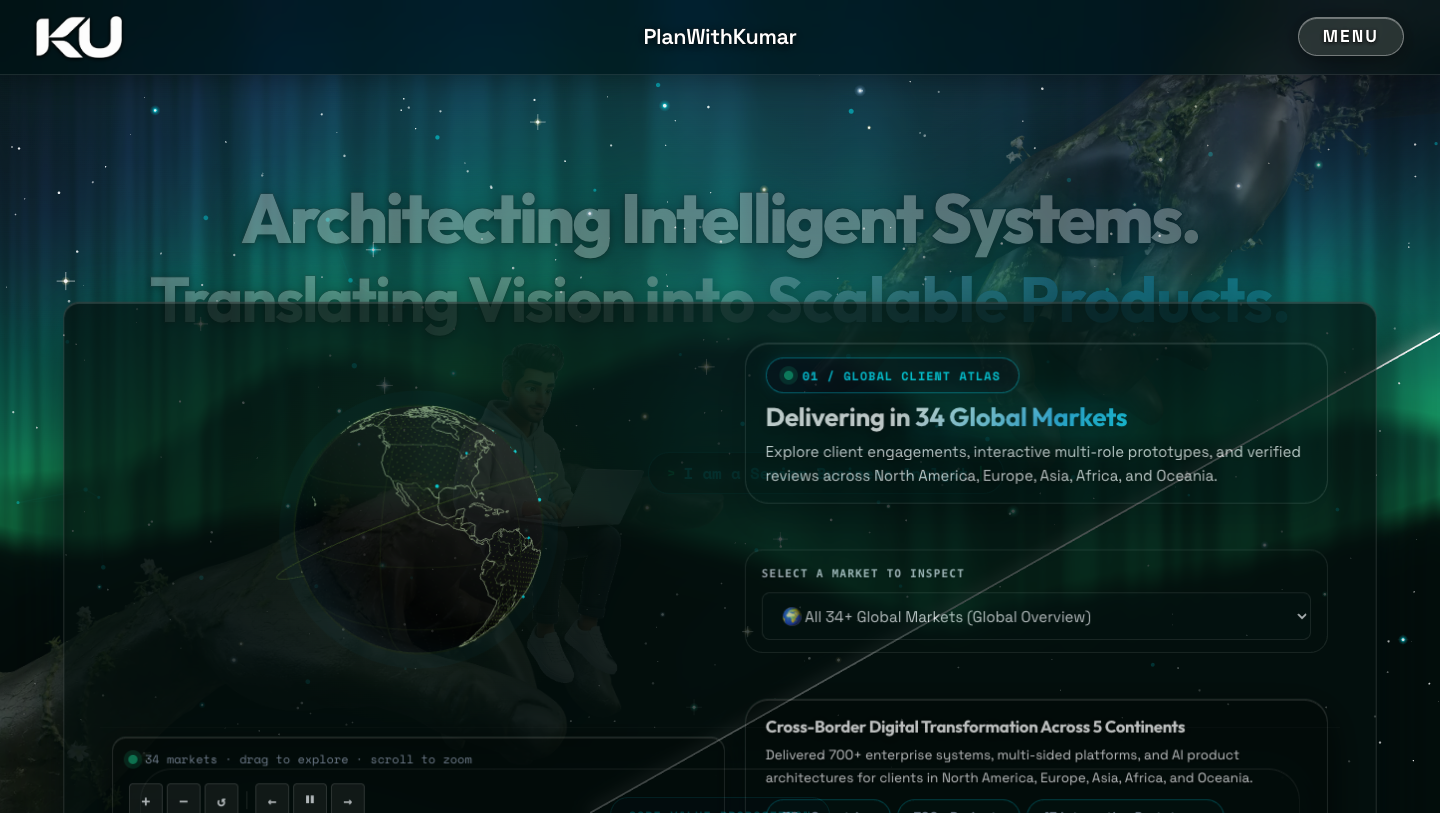 KU
PlanWithKumar
MENU
Architecting Intelligent Systems.
Translating Vision into Scalable Products.
01 / GLOBAL CLIENT ATLAS
Delivering in 34 Global Markets
Explore client engagements, interactive multi-role prototypes, and verified
reviews across North America, Europe, Asia, Africa, and Oceania.
> I am a
SELECT A MARKET TO INSPECT
All 34+ Global Markets (Global Overview)
Cross-Border Digital Transformation Across 5 Continents
Delivered 700+ enterprise systems, multi-sided platforms, and AI product
architectures for clients in North America, Europe, Asia, Africa, and Oceania.
34 markets · drag to explore · scroll to zoom
+ − ↺ ← →